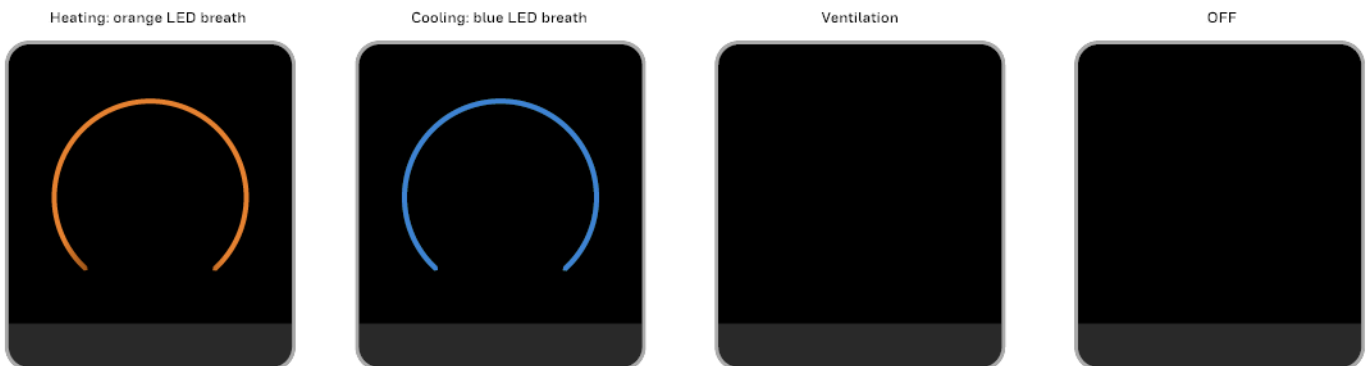 Heating: orange LED breath
Cooling: blue LED breath
Ventilation
OFF